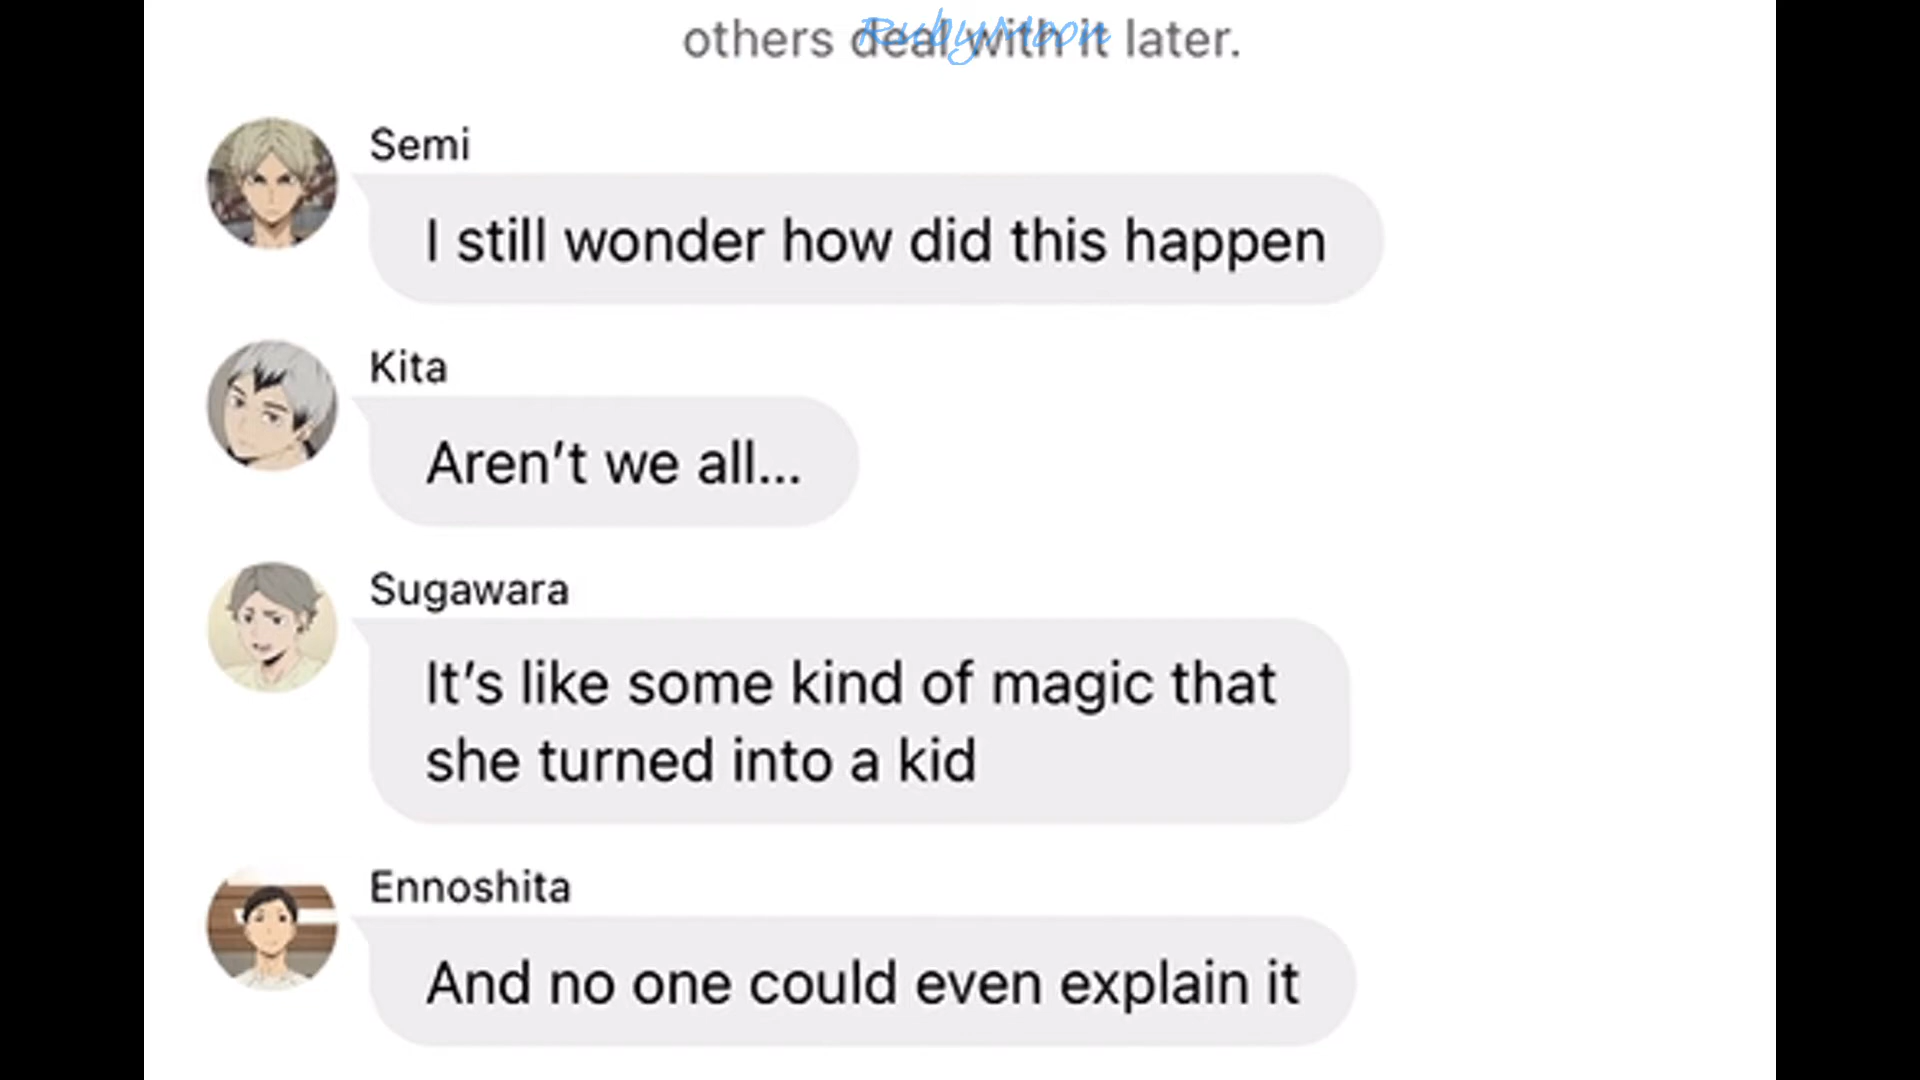 others deal with it later.
RubyMoon
Semi
I still wonder how did this happen
Kita
Aren't we all...
Sugawara
It's like some kind of magic that
she turned into a kid
Ennoshita
And no one could even explain it